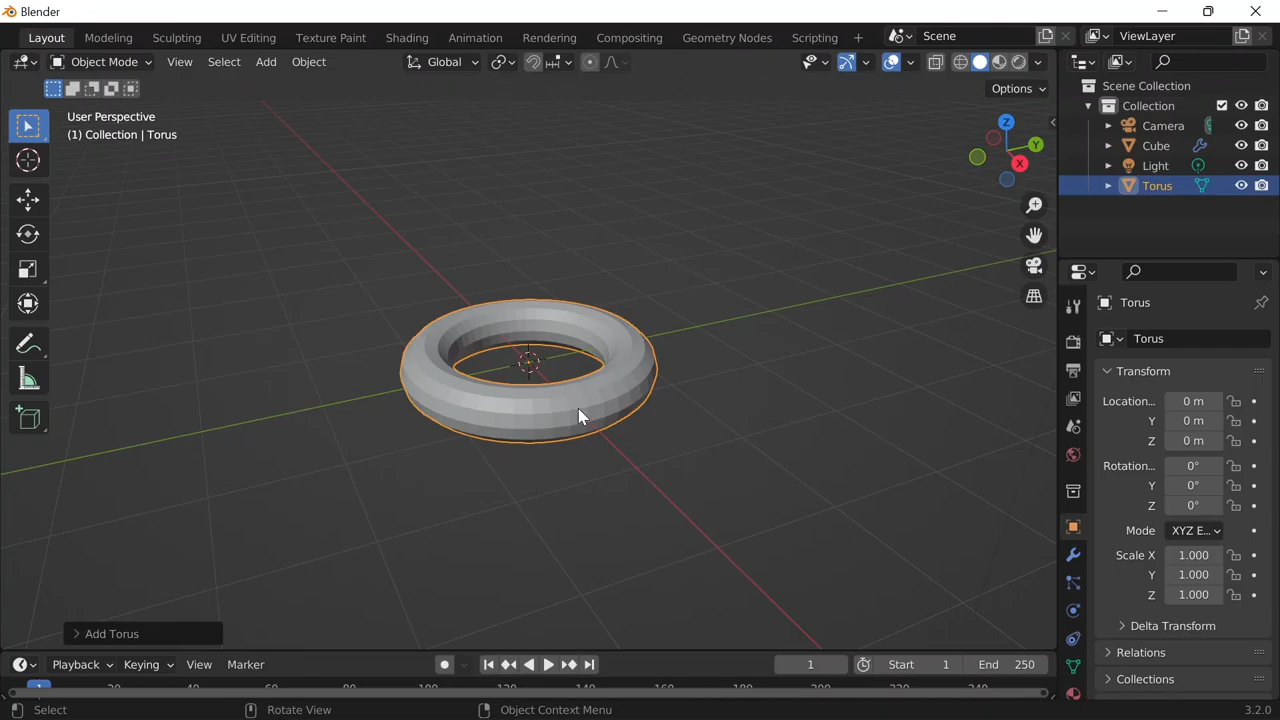 Blender
Layout Modeling Sculpting UV Editing Texture Paint Shading Animation Rendering Compositing Geometry Nodes Scripting + Scene ViewLayer
Object Mode View Select Add Object Global
Options
User Perspective
(1) Collection | Torus
Z
Y
X
Scene Collection
Collection
Camera
Cube
Light
Torus
Torus
Torus
Transform
Location... 0 m
Y 0 m
Z 0 m
Rotation... 0°
Y 0°
Z 0°
Mode XYZ E...
Scale X 1.000
Y 1.000
Z 1.000
Delta Transform
Relations
Collections
Add Torus
Playback Keying View Marker 1 Start 1 End 250
1
Select Rotate View Object Context Menu 3.2.0